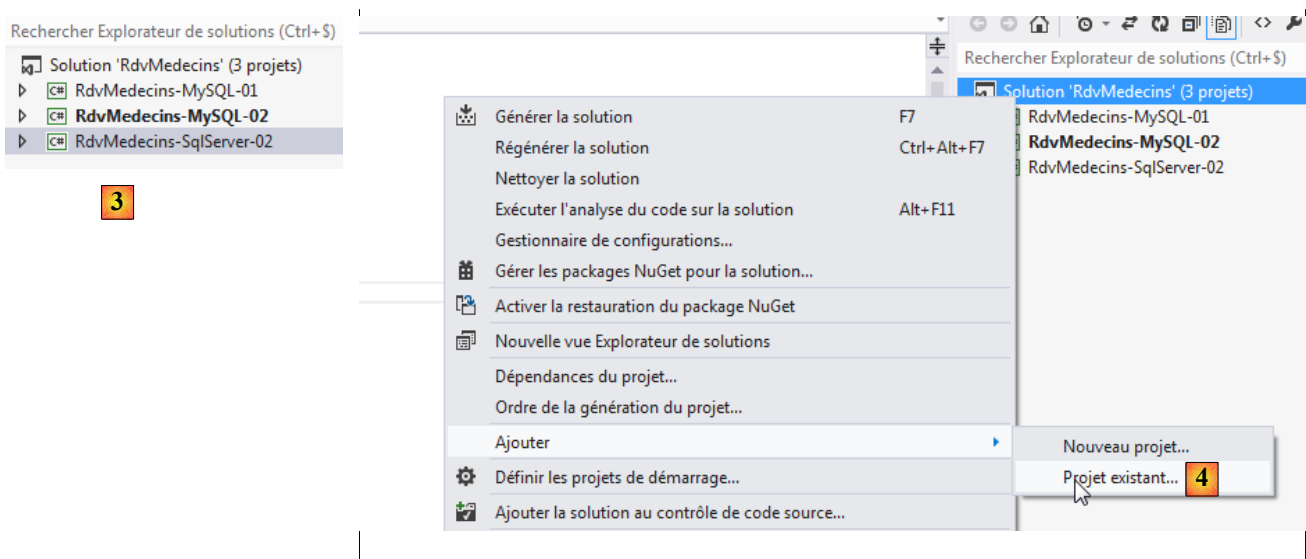 Rechercher Explorateur de solutions (Ctrl+$)
Solution 'RdvMedecins' (3 projets)
C# RdvMedecins-MySQL-01
C# RdvMedecins-MySQL-02
C# RdvMedecins-SqlServer-02
3
Rechercher Explorateur de solutions (Ctrl+$)
Solution 'RdvMedecins' (3 projets)
RdvMedecins-MySQL-01
RdvMedecins-MySQL-02
RdvMedecins-SqlServer-02
Générer la solution F7
Régénérer la solution Ctrl+Alt+F7
Nettoyer la solution
Exécuter l'analyse du code sur la solution Alt+F11
Gestionnaire de configurations...
Gérer les packages NuGet pour la solution...
Activer la restauration du package NuGet
Nouvelle vue Explorateur de solutions
Dépendances du projet...
Ordre de la génération du projet...
Ajouter
Nouveau projet...
Projet existant... 4
Définir les projets de démarrage...
Ajouter la solution au contrôle de code source...